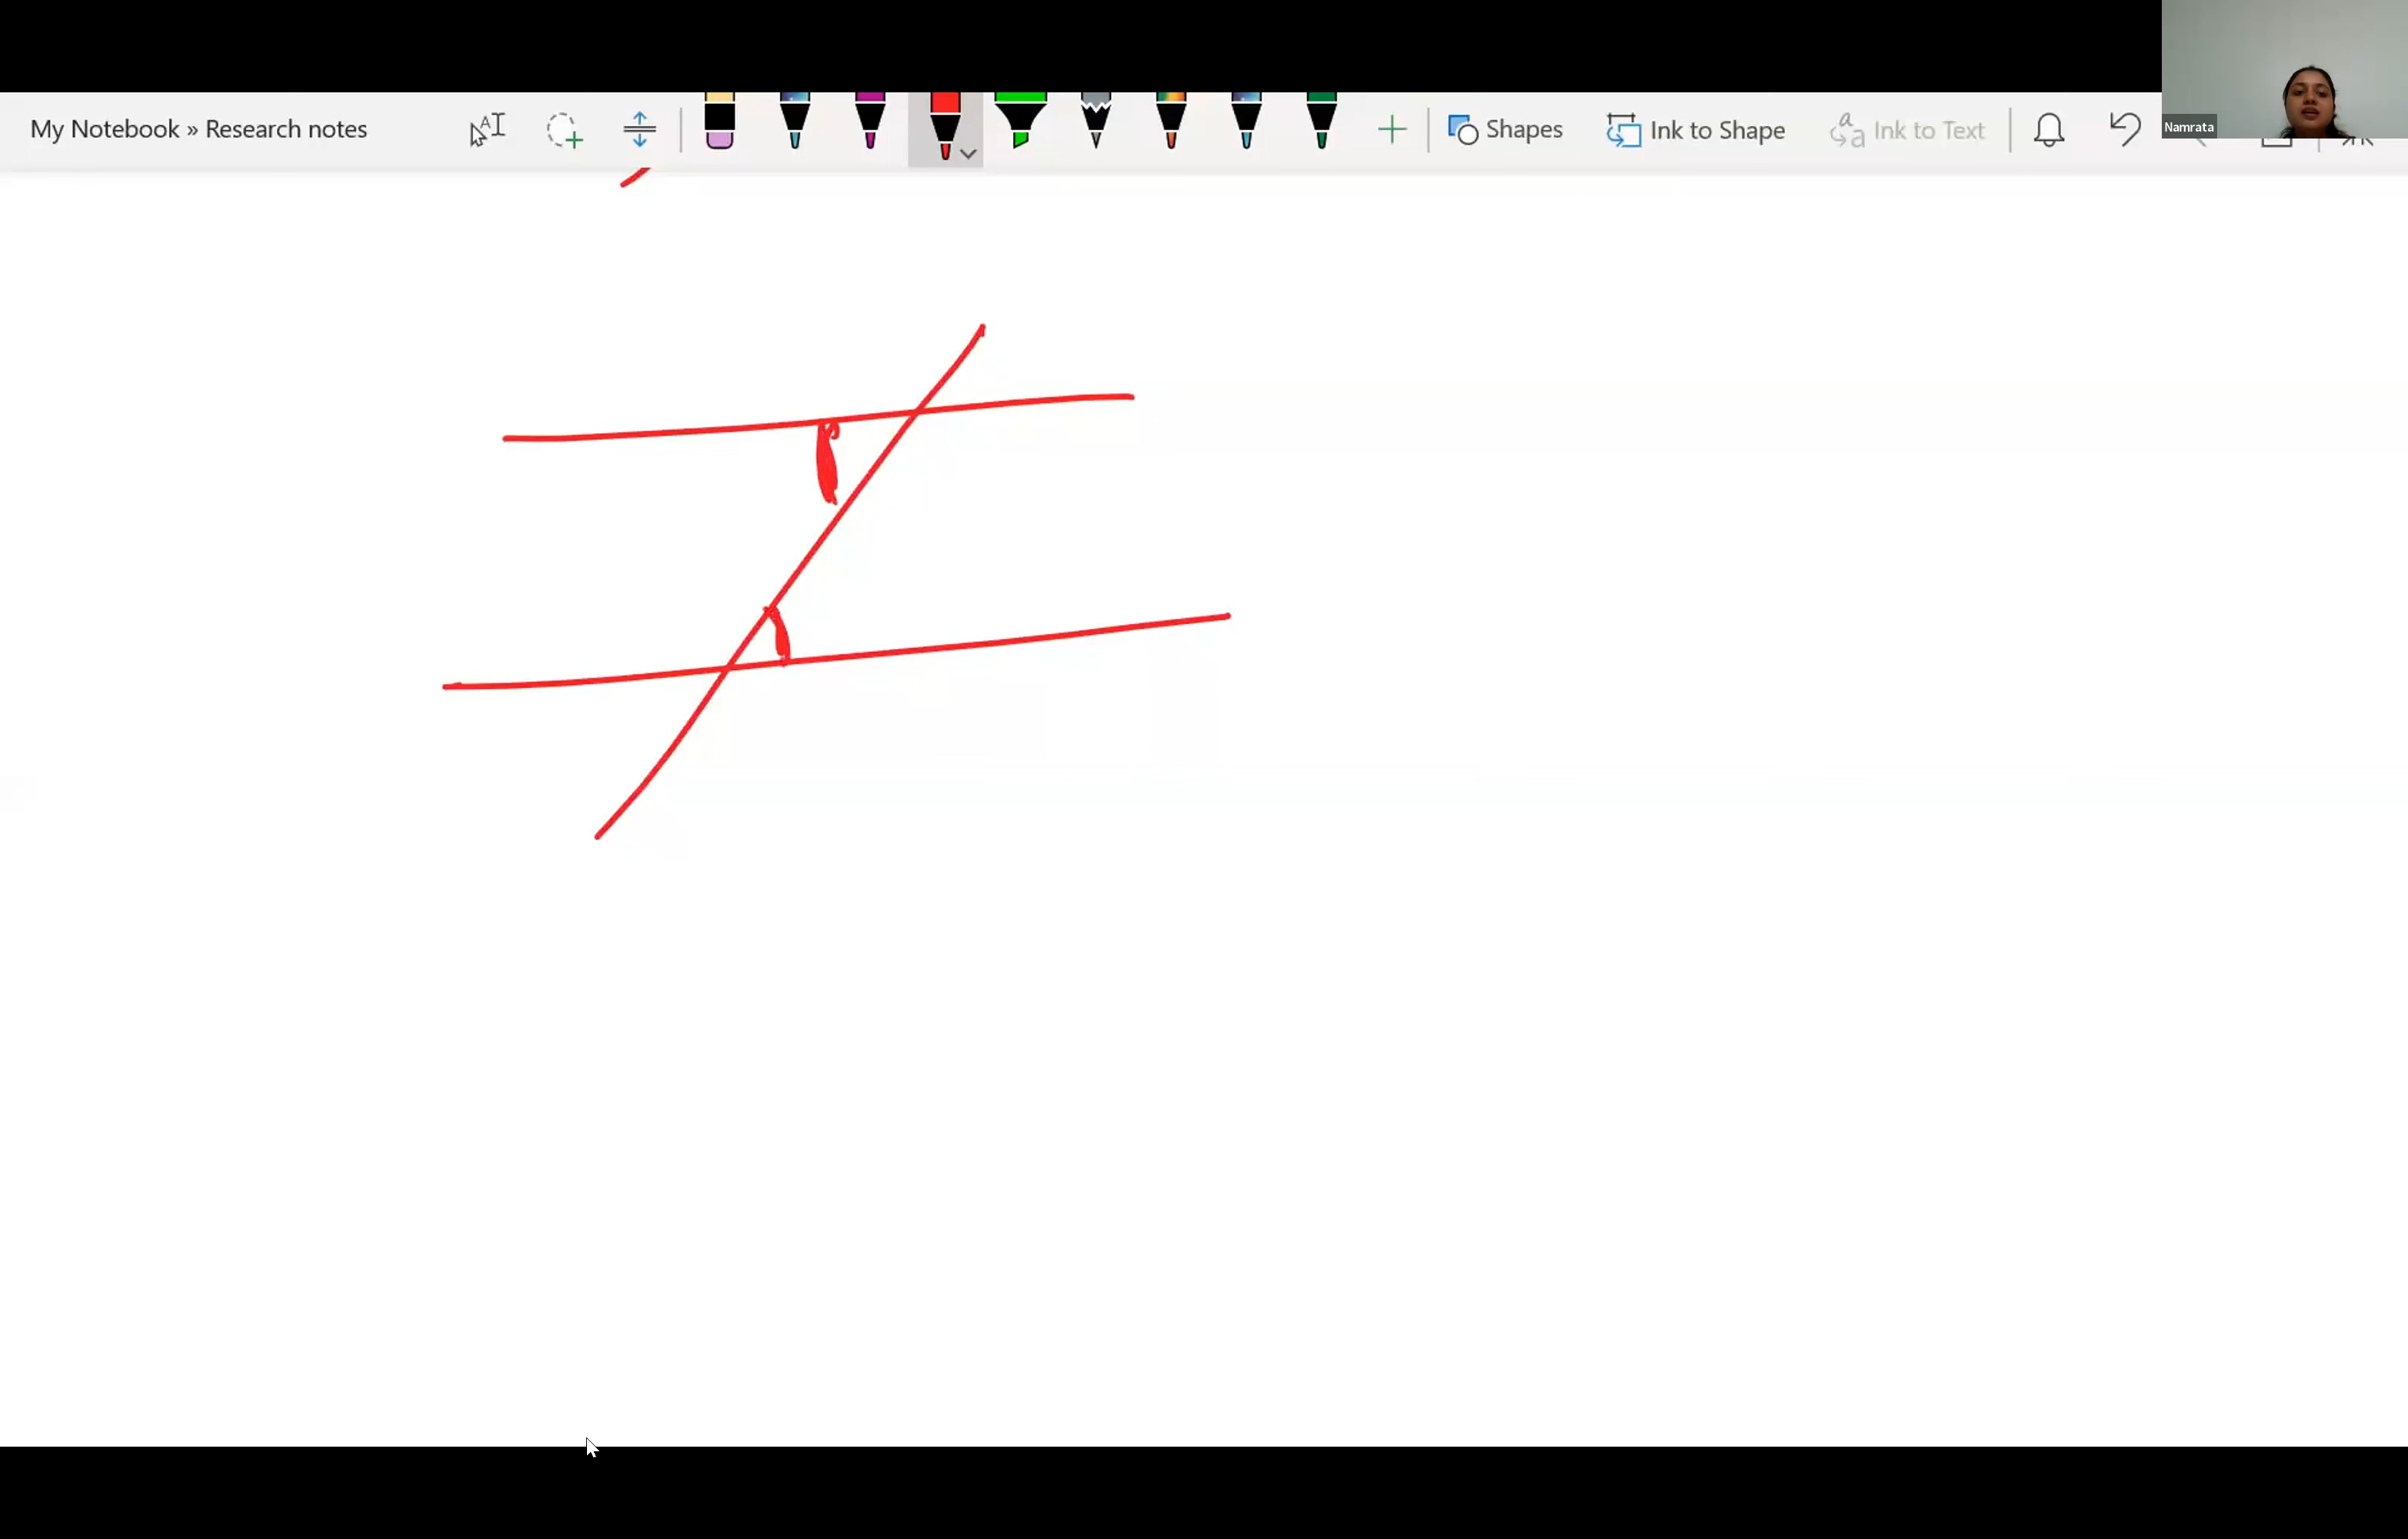 My Notebook » Research notes
Shapes
Ink to Shape
Ink to Text
Namrata